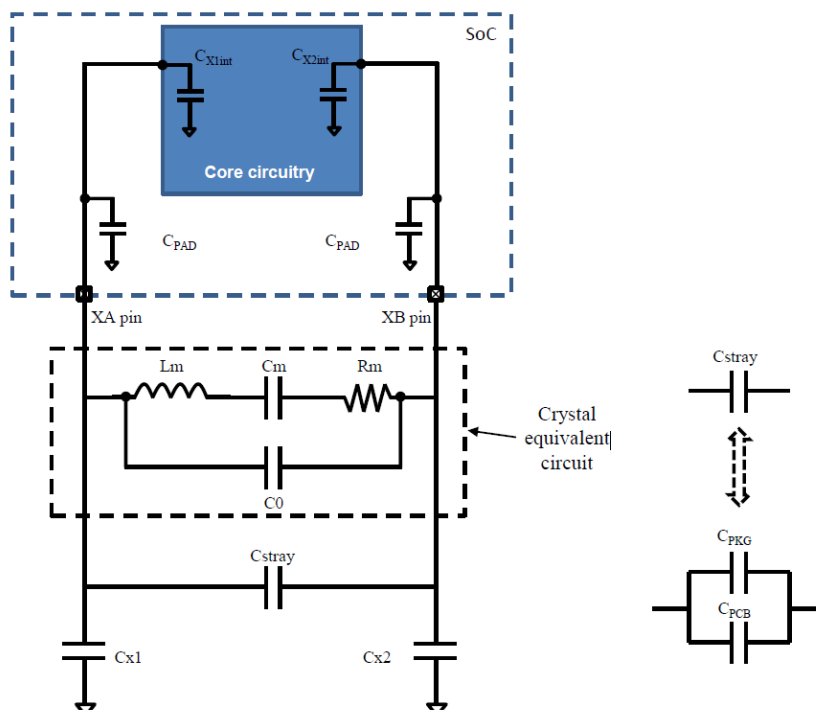 SoC
CX1int
CX2int
Core circuitry
CPAD
CPAD
XA pin
XB pin
Lm
Cm
Rm
C0
Crystal
equivalent
circuit
Cstray
Cx1
Cx2
Cstray
CPKG
CPCB